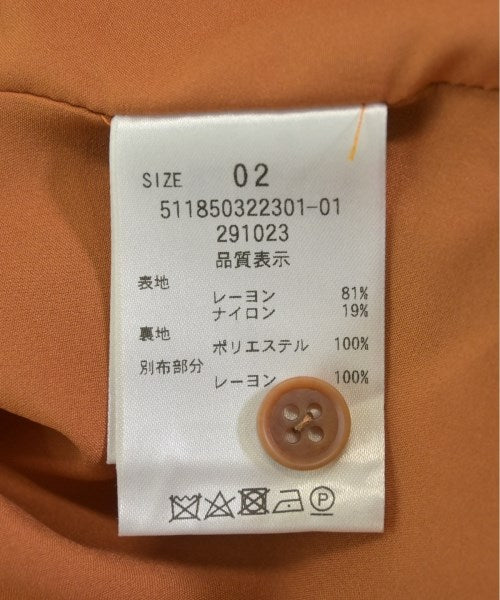 SIZE 02
511850322301-01
291023
品質表示
表地
レーヨン 81%
ナイロン 19%
裏地
ポリエステル 100%
別布部分
レーヨン 100%
P